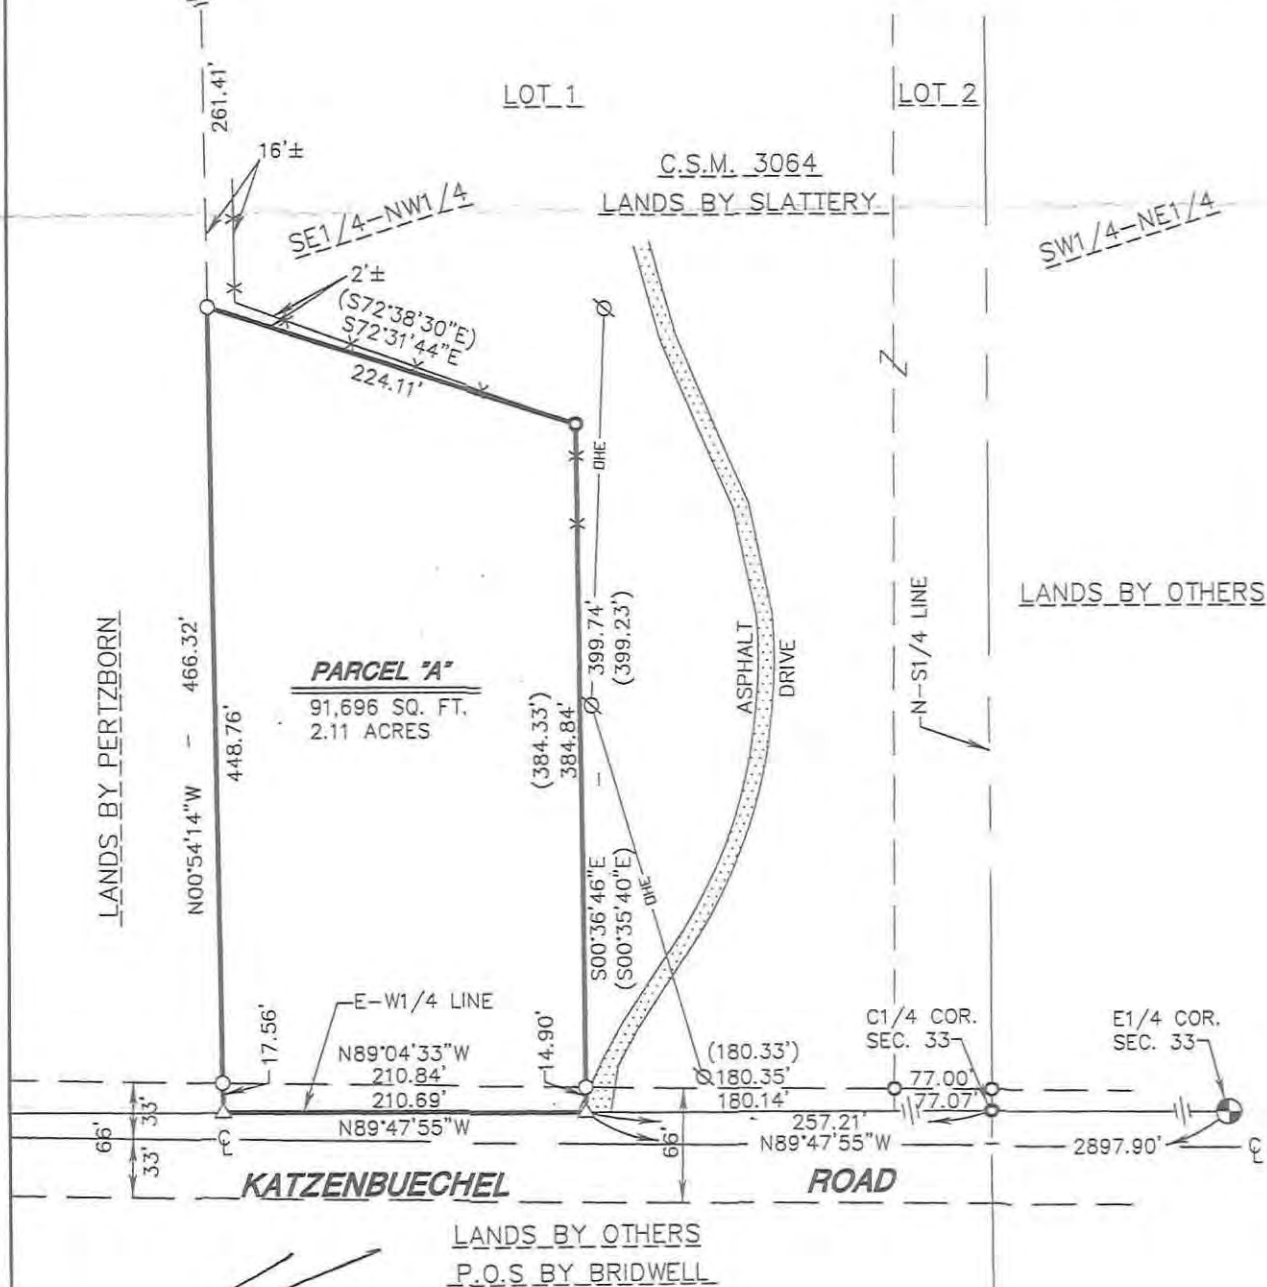 261.41'
LOT 1
LOT 2
16'±
C.S.M. 3064
LANDS BY SLATTERY
SE1/4-NW1/4
SW1/4-NE1/4
2'±
(S72°38'30"E)
S72°31'44"E
224.11'
OHE
Z
LANDS BY OTHERS
N-S1/4 LINE
ASPHALT
DRIVE
LANDS BY PERTZBORN
N00°54'14"W - 466.32'
448.76'
PARCEL "A"
91,696 SQ. FT.
2.11 ACRES
(384.33')
384.84'
S00°36'46"E - 399.74'
(S00°35'40"E) (399.23')
OHE
E-W1/4 LINE
17.56'
14.90'
N89°04'33"W
210.84'
210.69'
N89°47'55"W
(180.33')
180.35'
180.14'
257.21'
N89°47'55"W
C1/4 COR.
SEC. 33
E1/4 COR.
SEC. 33
77.00'
77.07'
2897.90'
33'
66'
33'
66'
℄
℄
KATZENBUECHEL ROAD
LANDS BY OTHERS
P.O.S BY BRIDWELL